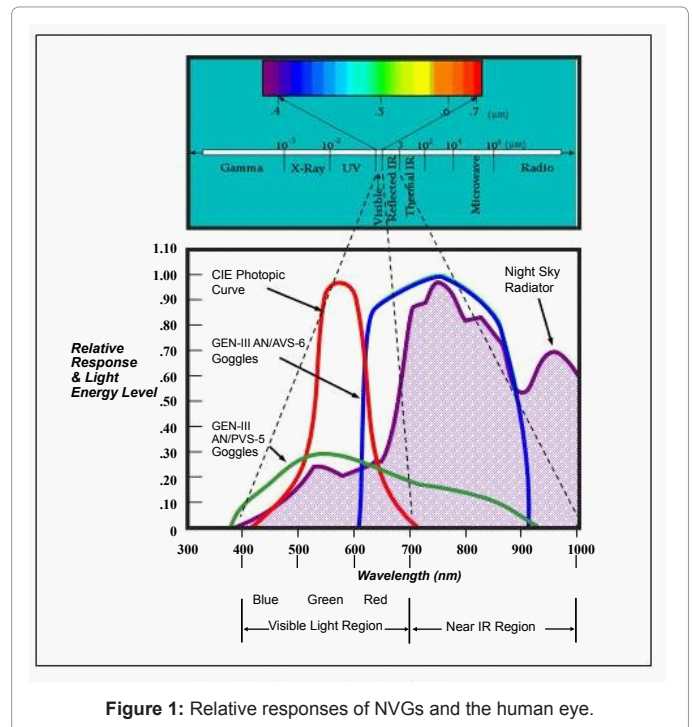 .4 .5 .6 .7 (μm)
10⁻⁵ 10⁻² 3 10² 10⁴ 10⁶ (μm)
Gamma X-Ray UV Visible Reflected IR Thermal IR Microwave Radio
1.10
1.00
.90
.80
.70
.60
.50
.40
.30
.20
.10
0
Relative
Response
& Light
Energy Level
CIE Photopic
Curve
GEN-III AN/AVS-6
Goggles
GEN-III
AN/PVS-5
Goggles
Night Sky
Radiator
300 400 500 600 700 800 900 1000
Wavelength (nm)
Blue Green Red
Visible Light Region Near IR Region
Figure 1: Relative responses of NVGs and the human eye.